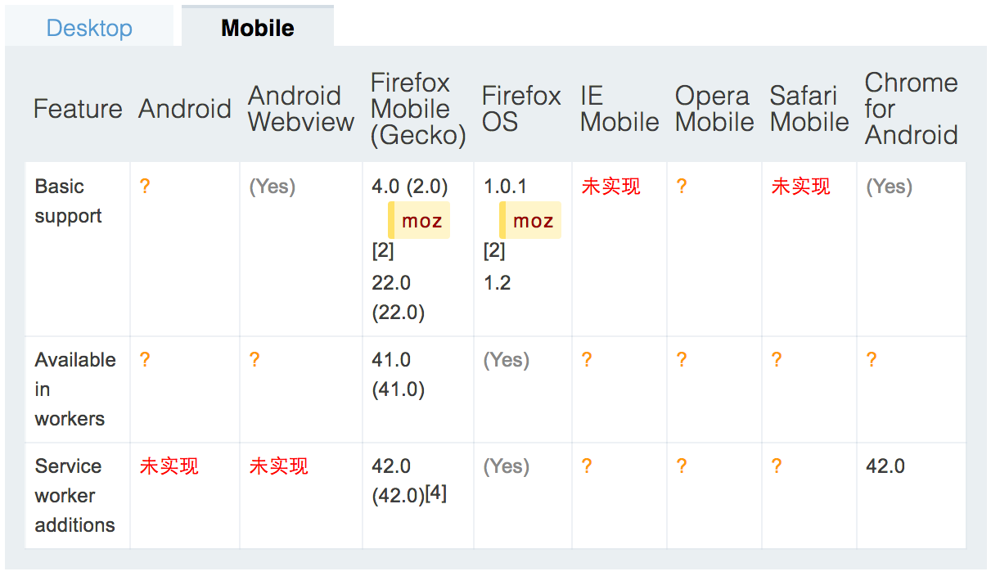 Desktop
Mobile
Feature
Android
Android
Webview
Firefox
Mobile
(Gecko)
Firefox
OS
IE
Mobile
Opera
Mobile
Safari
Mobile
Chrome
for
Android
Basic
support
?
(Yes)
4.0 (2.0)
moz
[2]
22.0
(22.0)
1.0.1
moz
[2]
1.2
未实现
?
未实现
(Yes)
Available
in
workers
?
?
41.0
(41.0)
(Yes)
?
?
?
?
Service
worker
additions
未实现
未实现
42.0
(42.0)[4]
(Yes)
?
?
?
42.0